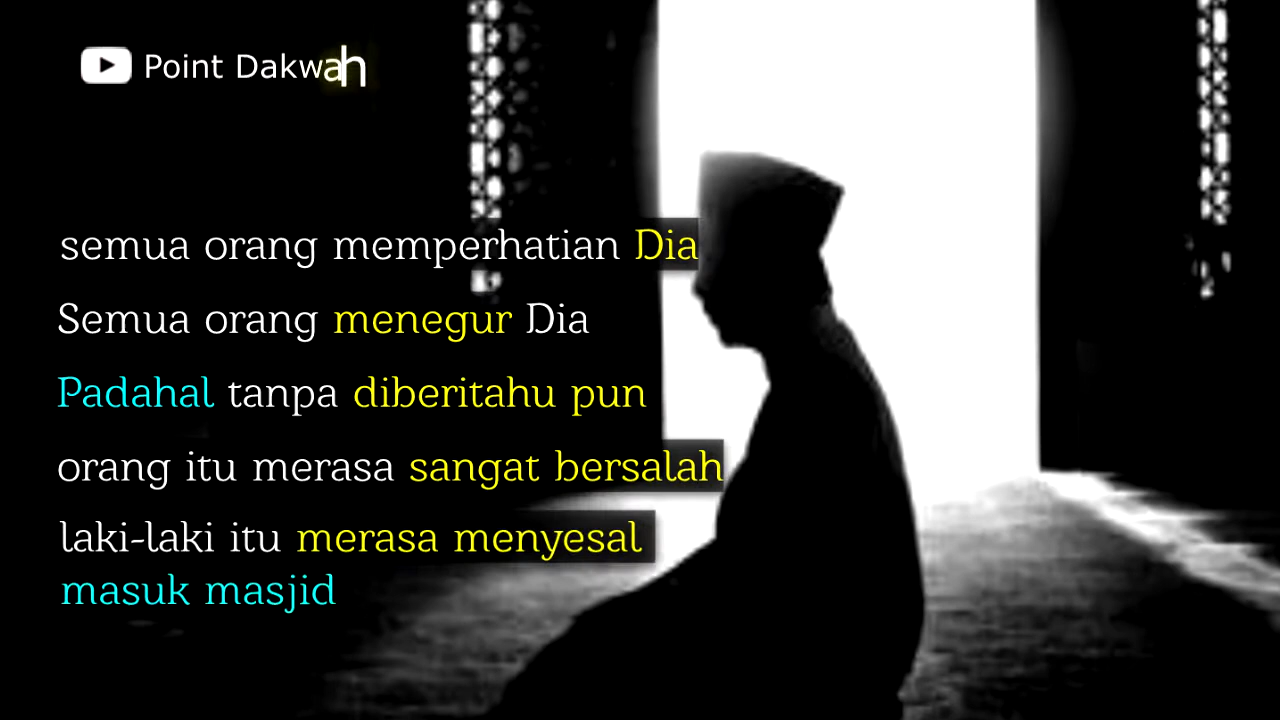 Point Dakwah
semua orang memperhatian Dia
Semua orang menegur Dia
Padahal tanpa diberitahu pun
orang itu merasa sangat bersalah
laki-laki itu merasa menyesal
masuk masjid